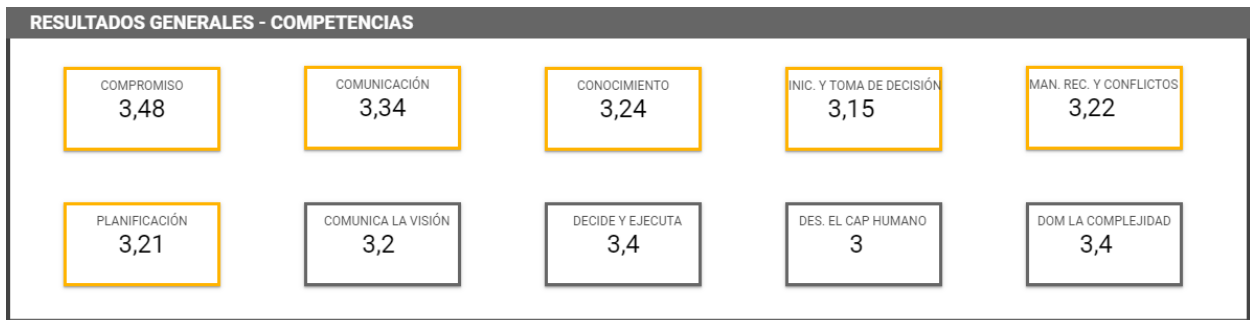 RESULTADOS GENERALES - COMPETENCIAS
COMPROMISO
3,48
COMUNICACIÓN
3,34
CONOCIMIENTO
3,24
INIC. Y TOMA DE DECISIÓN
3,15
MAN. REC. Y CONFLICTOS
3,22
PLANIFICACIÓN
3,21
COMUNICA LA VISIÓN
3,2
DECIDE Y EJECUTA
3,4
DES. EL CAP HUMANO
3
DOM LA COMPLEJIDAD
3,4